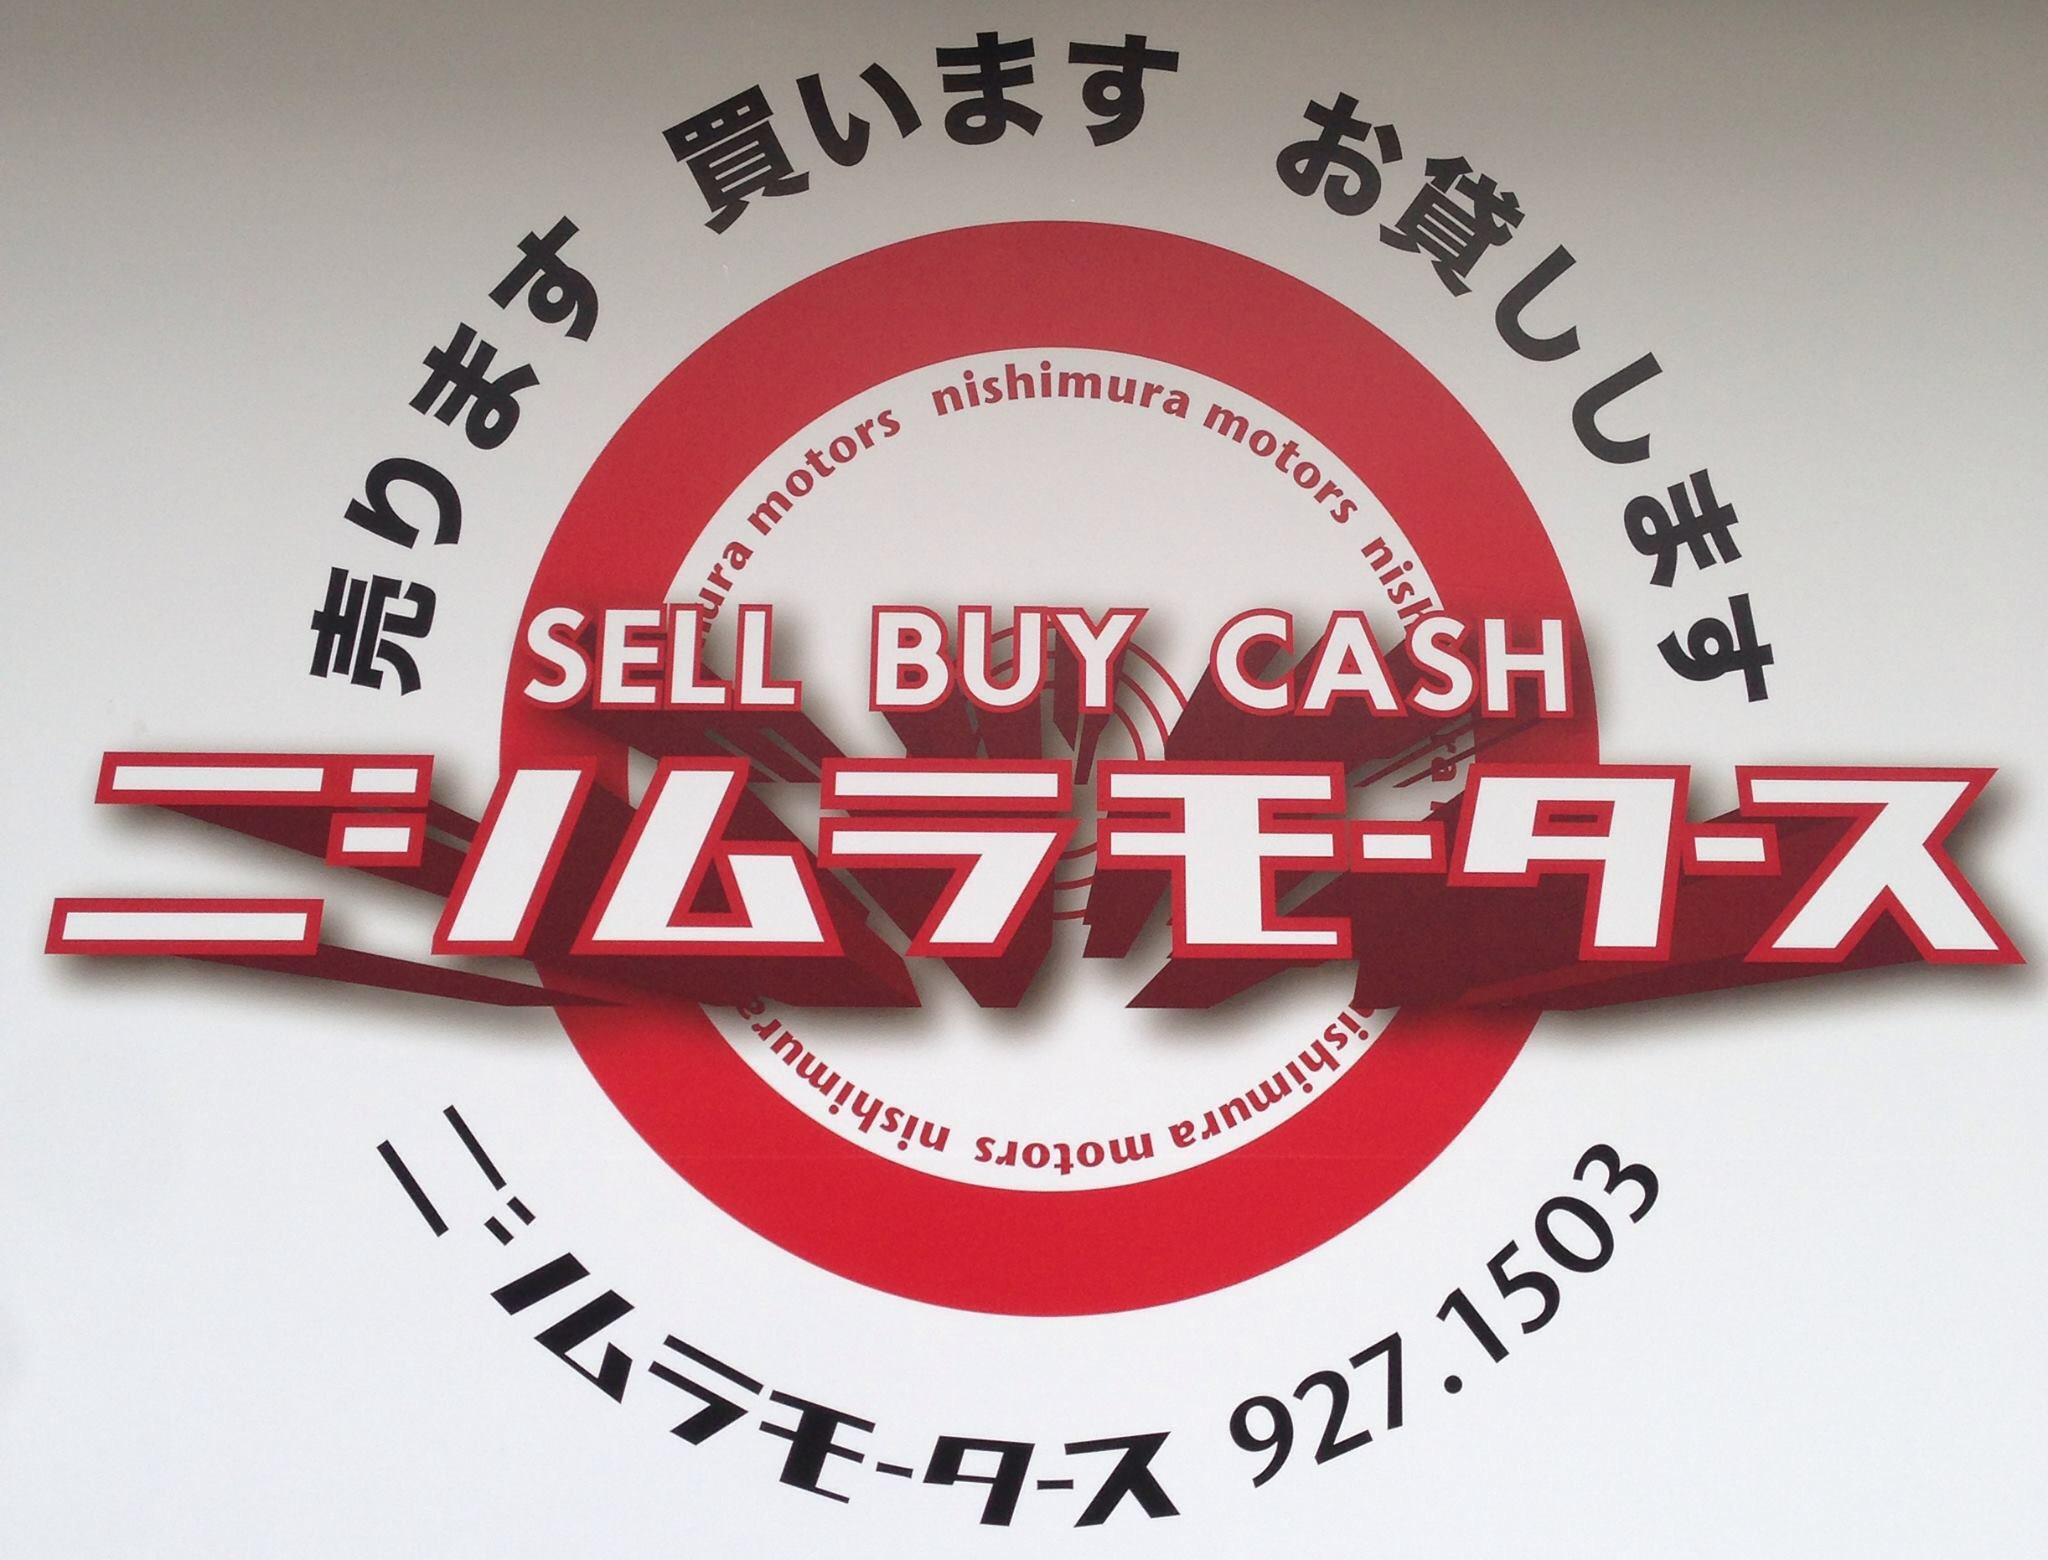 売ります 買います お貸しします
nishimura motors nishimura motors nish
SELL BUY CASH
ニシムラモータース
nishimura motors nishimura
ニシムラモータース 927.1503